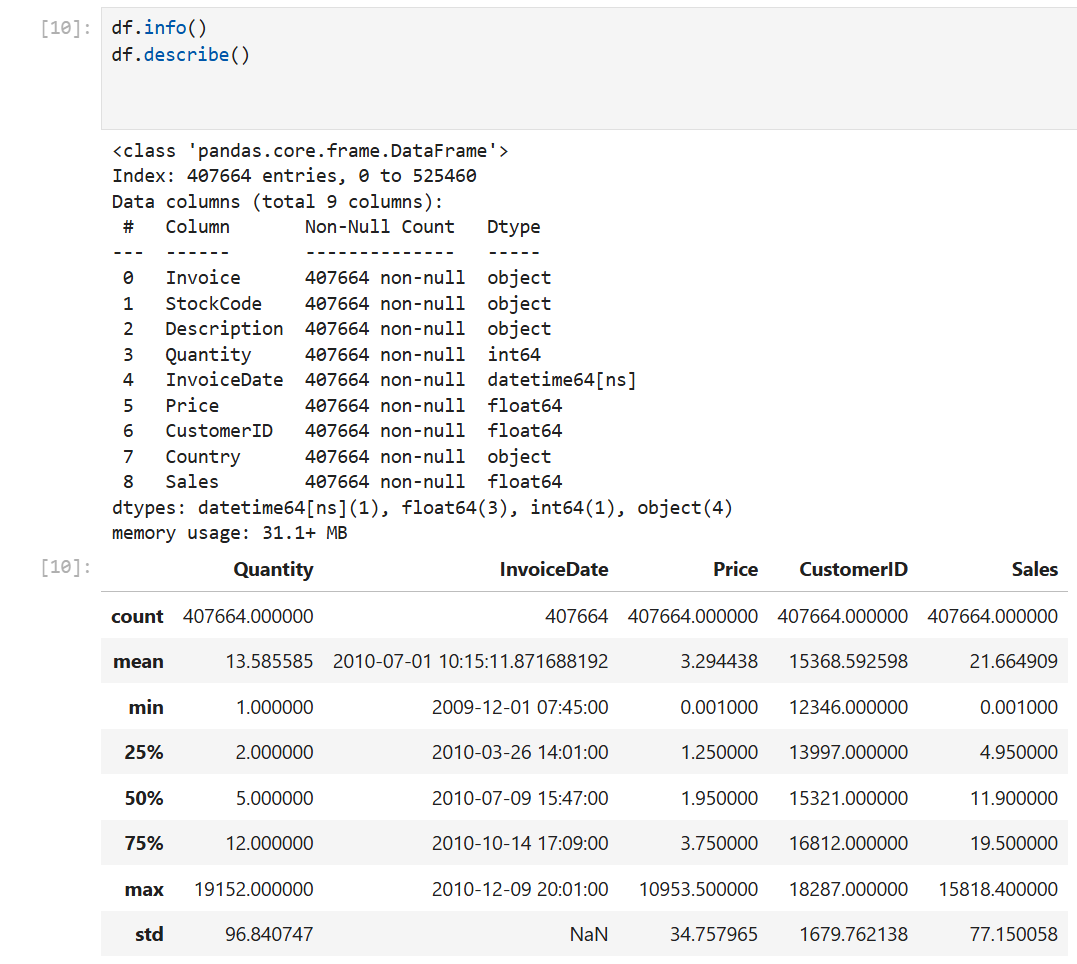 [10]: df.info()
df.describe()
<class 'pandas.core.frame.DataFrame'>
Index: 407664 entries, 0 to 525460
Data columns (total 9 columns):
 #   Column       Non-Null Count   Dtype
---  ------       --------------   -----
 0   Invoice      407664 non-null  object
 1   StockCode    407664 non-null  object
 2   Description  407664 non-null  object
 3   Quantity     407664 non-null  int64
 4   InvoiceDate  407664 non-null  datetime64[ns]
 5   Price        407664 non-null  float64
 6   CustomerID   407664 non-null  float64
 7   Country      407664 non-null  object
 8   Sales        407664 non-null  float64
dtypes: datetime64[ns](1), float64(3), int64(1), object(4)
memory usage: 31.1+ MB
[10]: Quantity InvoiceDate Price CustomerID Sales
count 407664.000000 407664 407664.000000 407664.000000 407664.000000
mean 13.585585 2010-07-01 10:15:11.871688192 3.294438 15368.592598 21.664909
min 1.000000 2009-12-01 07:45:00 0.001000 12346.000000 0.001000
25% 2.000000 2010-03-26 14:01:00 1.250000 13997.000000 4.950000
50% 5.000000 2010-07-09 15:47:00 1.950000 15321.000000 11.900000
75% 12.000000 2010-10-14 17:09:00 3.750000 16812.000000 19.500000
max 19152.000000 2010-12-09 20:01:00 10953.500000 18287.000000 15818.400000
std 96.840747 NaN 34.757965 1679.762138 77.150058